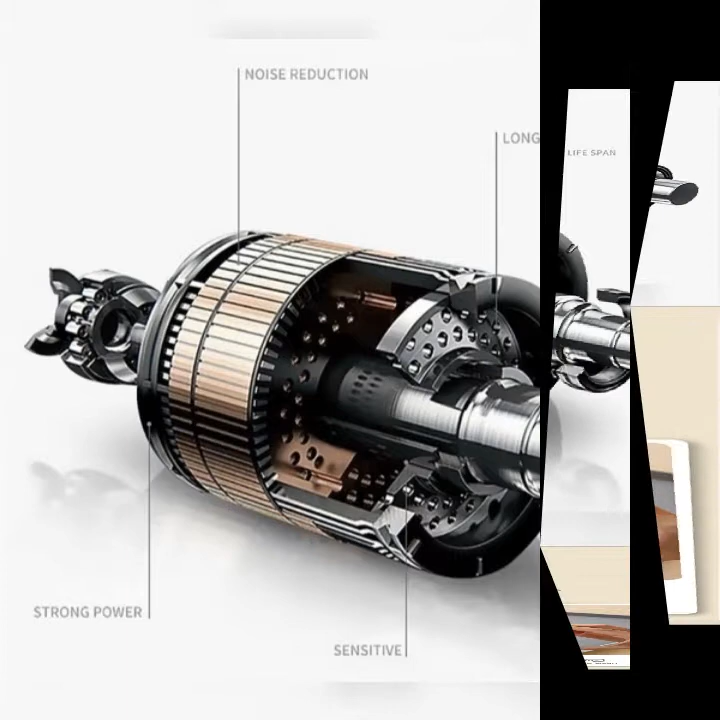 NOISE REDUCTION
LONG
LIFE SPAN
STRONG POWER
SENSITIVE